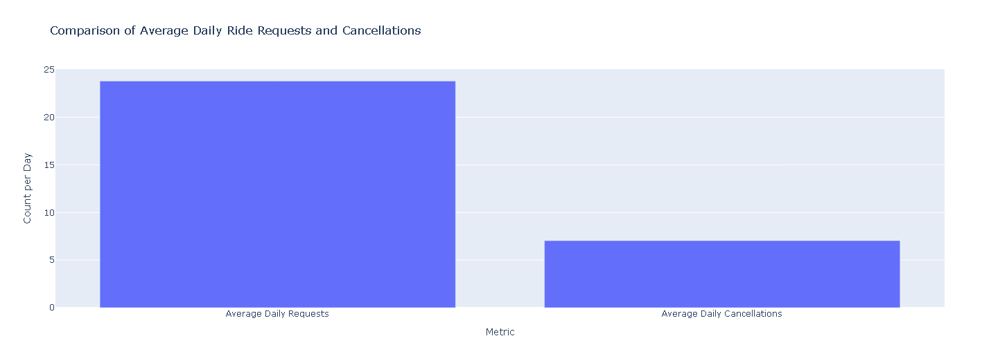 Comparison of Average Daily Ride Requests and Cancellations
25
20
15
10
5
0
Count per Day
Average Daily Requests
Average Daily Cancellations
Metric